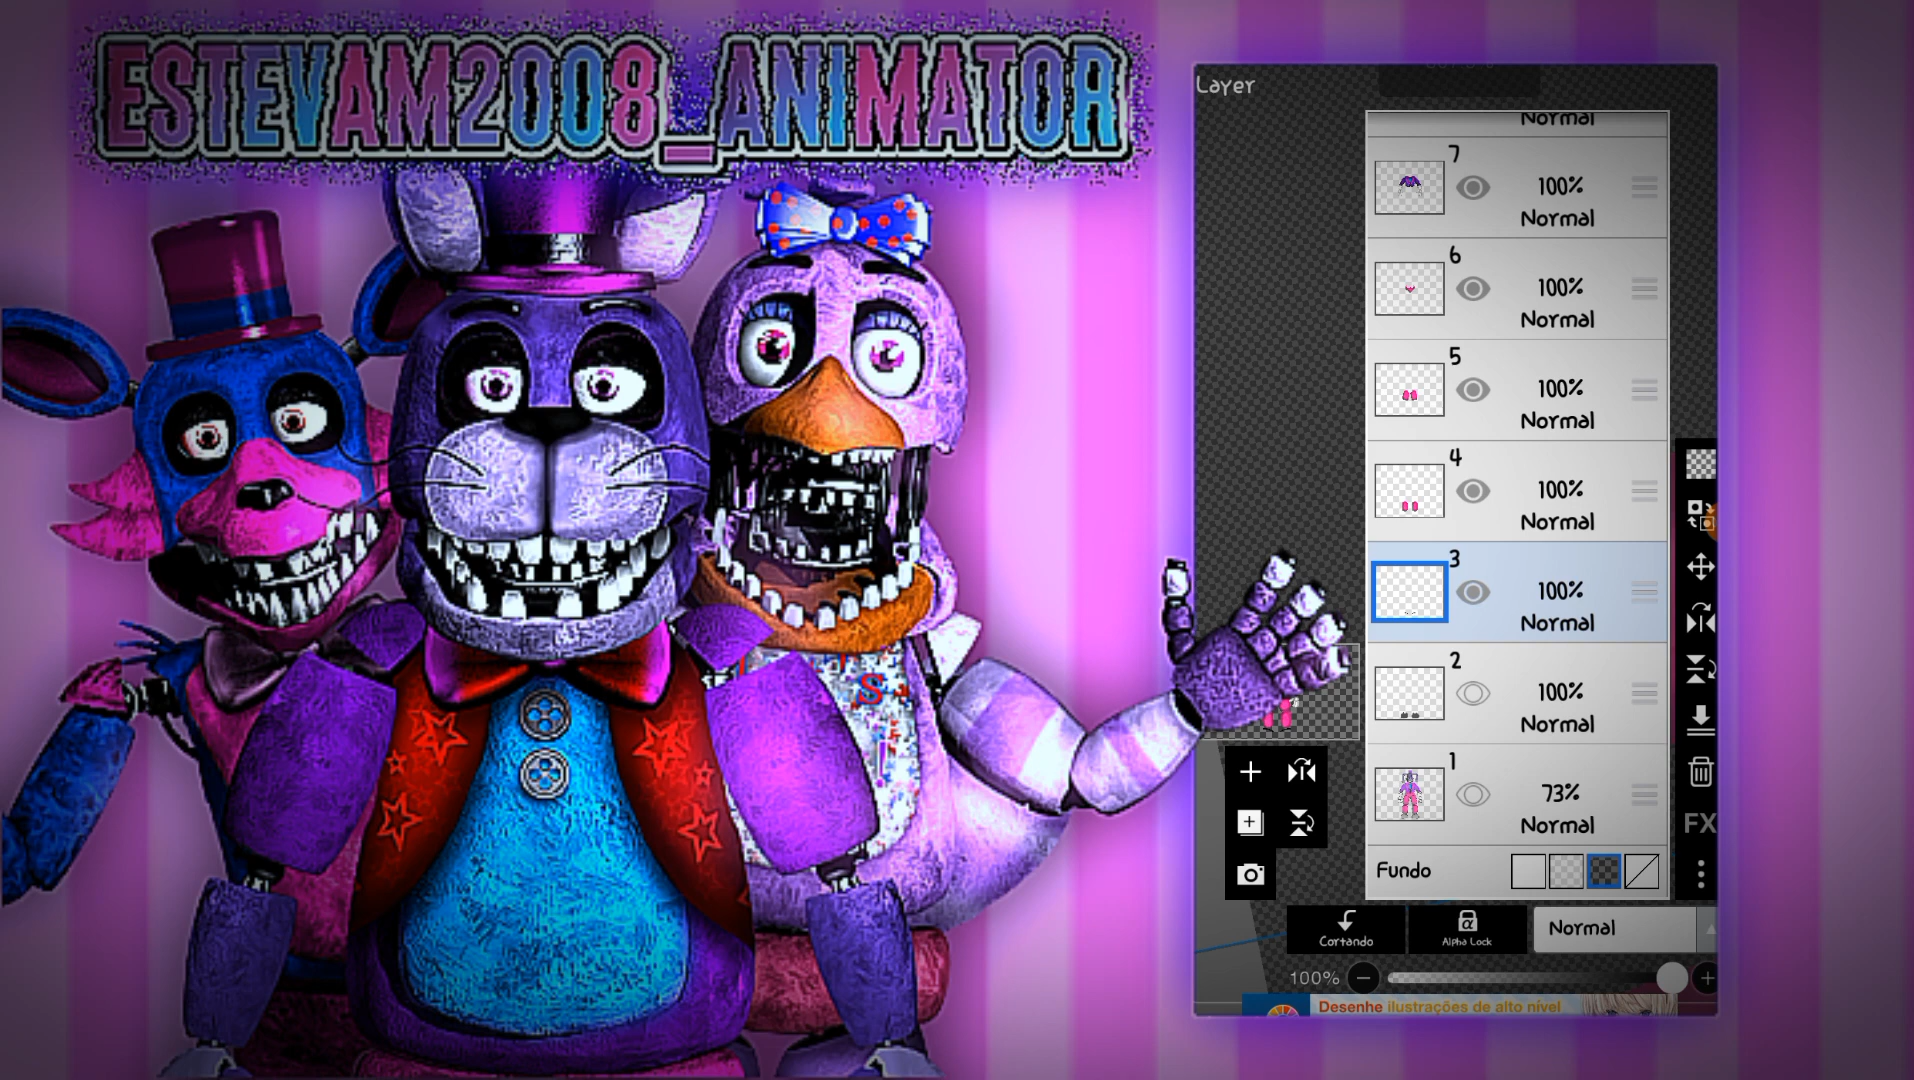 ESTEVAM2008_ANIMATOR
Layer
Normal
7
100%
Normal
6
100%
Normal
5
100%
Normal
4
100%
Normal
3
100%
Normal
2
100%
Normal
1
73%
Normal
FX
Fundo
Cortando
α
Alpha Lock
Normal
100%
Desenhe ilustrações de alto nível